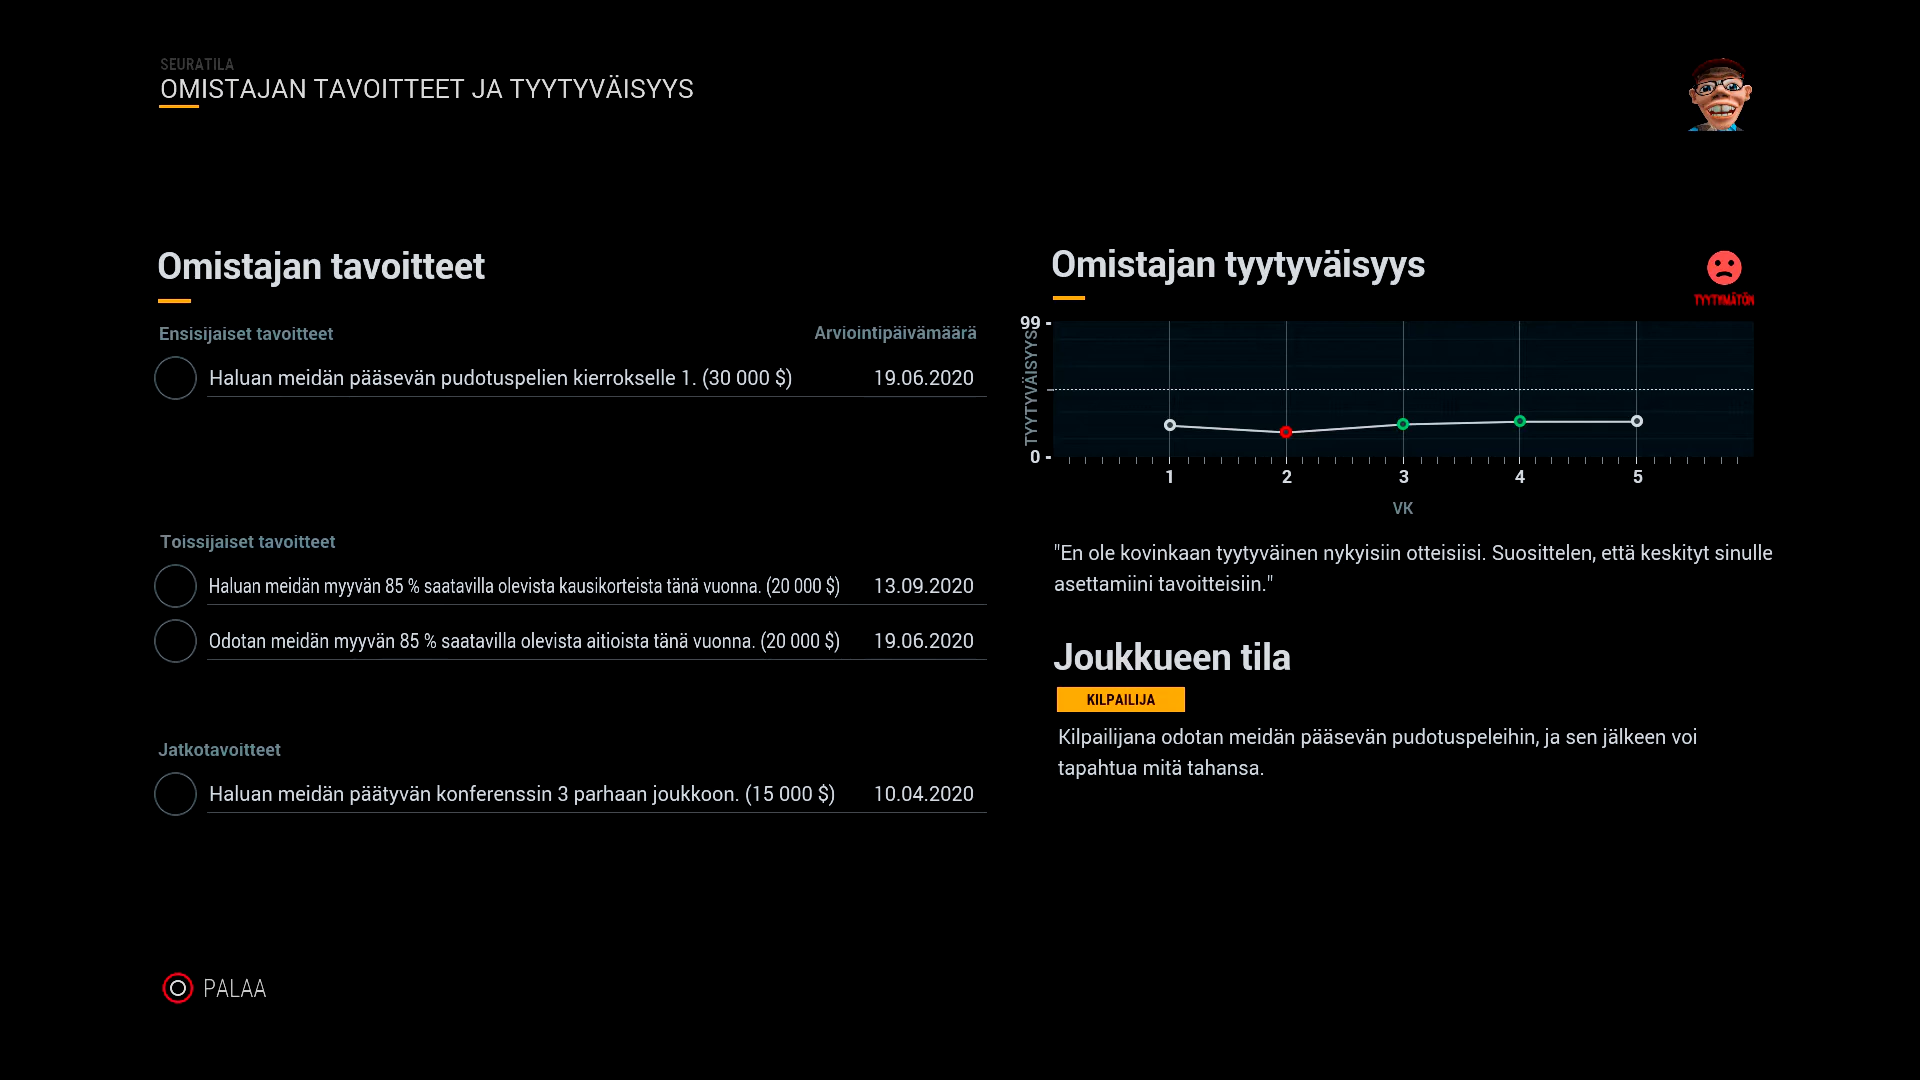 SEURATILA
OMISTAJAN TAVOITTEET JA TYYTYVÄISYYS
Omistajan tavoitteet
Ensisijaiset tavoitteet
Arviointipäivämäärä
Haluan meidän pääsevän pudotuspelien kierrokselle 1. (30 000 $)
19.06.2020
Toissijaiset tavoitteet
Haluan meidän myyvän 85 % saatavilla olevista kausikorteista tänä vuonna. (20 000 $)
13.09.2020
Odotan meidän myyvän 85 % saatavilla olevista aitioista tänä vuonna. (20 000 $)
19.06.2020
Jatkotavoitteet
Haluan meidän päätyvän konferenssin 3 parhaan joukkoon. (15 000 $)
10.04.2020
Omistajan tyytyväisyys
TYYTYMÄTÖN
99
TYYTYVÄISYYS
0
1 2 3 4 5
VK
"En ole kovinkaan tyytyväinen nykyisiin otteisiisi. Suosittelen, että keskityt sinulle
asettamiini tavoitteisiin."
Joukkueen tila
KILPAILIJA
Kilpailijana odotan meidän pääsevän pudotuspeleihin, ja sen jälkeen voi
tapahtua mitä tahansa.
PALAA